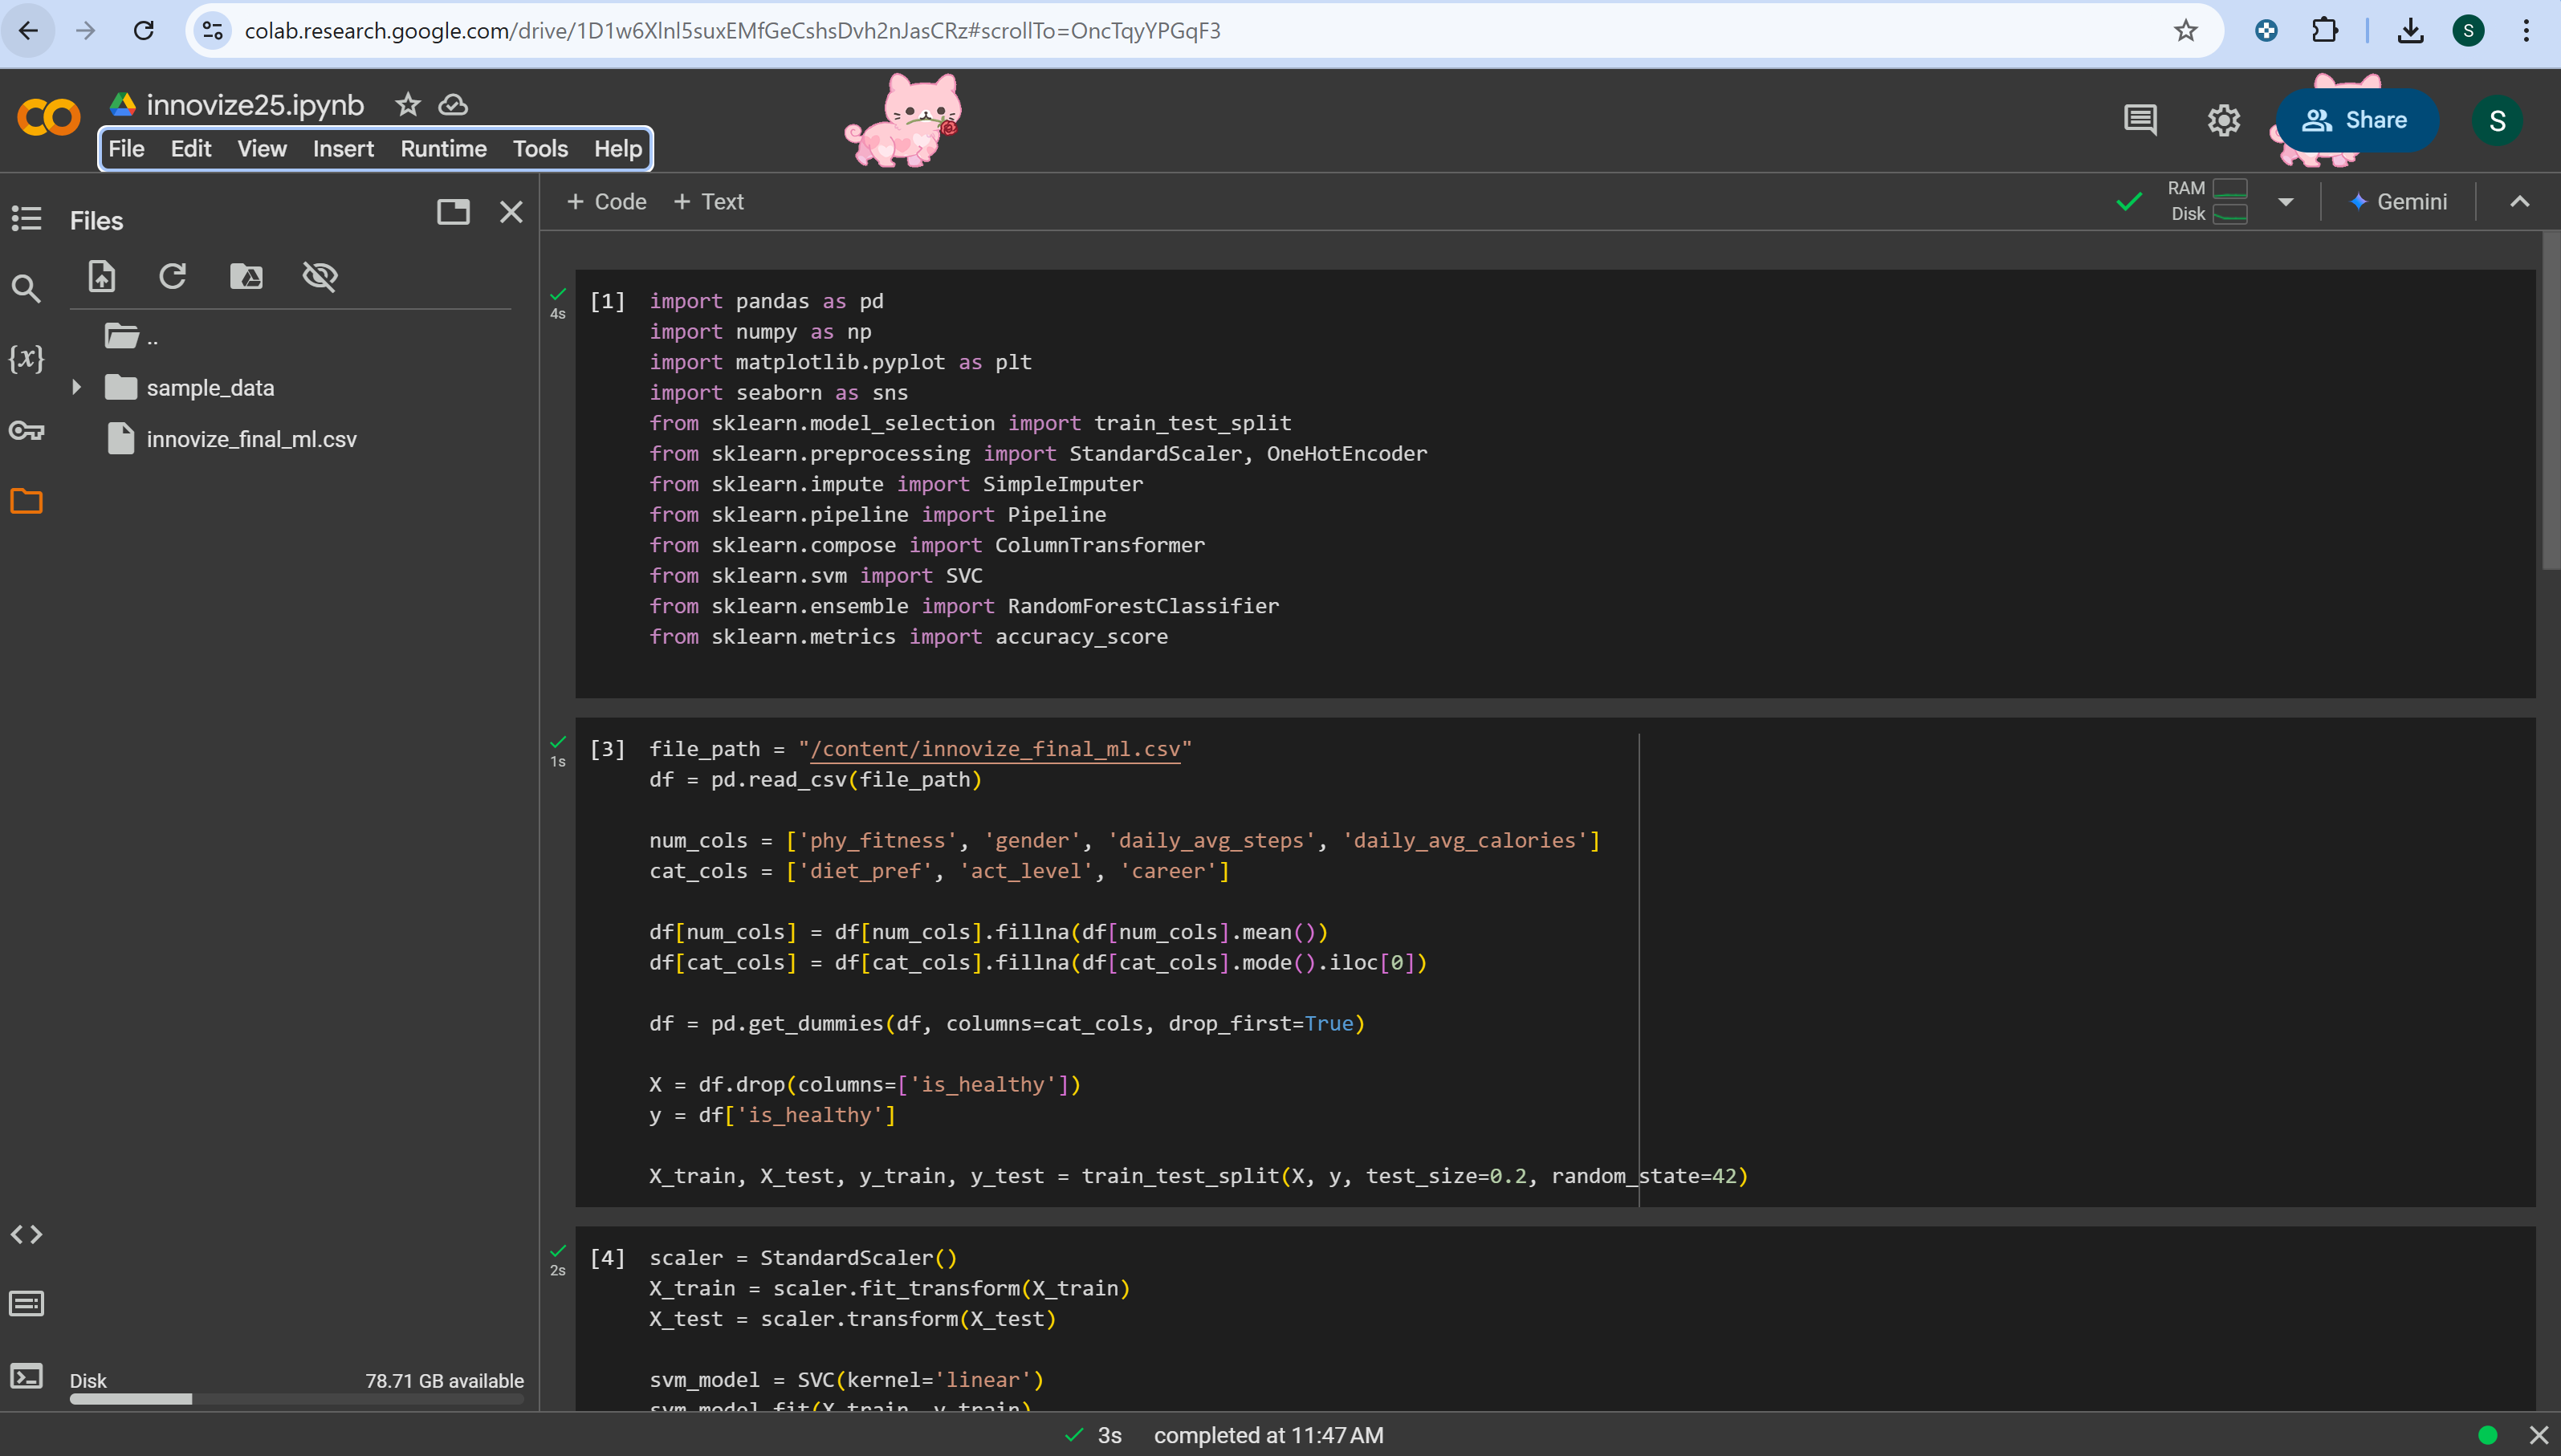 colab.research.google.com/drive/1D1w6Xlnl5suxEMfGeCshsDvh2nJasCRz#scrollTo=OncTqyYPGqF3
S
innovize25.ipynb
File Edit View Insert Runtime Tools Help
Share
S
Files
+ Code + Text
RAM
Disk
Gemini
..
sample_data
innovize_final_ml.csv
{x}
4s
[1] import pandas as pd
import numpy as np
import matplotlib.pyplot as plt
import seaborn as sns
from sklearn.model_selection import train_test_split
from sklearn.preprocessing import StandardScaler, OneHotEncoder
from sklearn.impute import SimpleImputer
from sklearn.pipeline import Pipeline
from sklearn.compose import ColumnTransformer
from sklearn.svm import SVC
from sklearn.ensemble import RandomForestClassifier
from sklearn.metrics import accuracy_score
1s
[3] file_path = "/content/innovize_final_ml.csv"
df = pd.read_csv(file_path)
num_cols = ['phy_fitness', 'gender', 'daily_avg_steps', 'daily_avg_calories']
cat_cols = ['diet_pref', 'act_level', 'career']
df[num_cols] = df[num_cols].fillna(df[num_cols].mean())
df[cat_cols] = df[cat_cols].fillna(df[cat_cols].mode().iloc[0])
df = pd.get_dummies(df, columns=cat_cols, drop_first=True)
X = df.drop(columns=['is_healthy'])
y = df['is_healthy']
X_train, X_test, y_train, y_test = train_test_split(X, y, test_size=0.2, random_state=42)
2s
[4] scaler = StandardScaler()
X_train = scaler.fit_transform(X_train)
X_test = scaler.transform(X_test)
svm_model = SVC(kernel='linear')
svm_model.fit(X_train, y_train)
Disk 78.71 GB available
3s completed at 11:47 AM